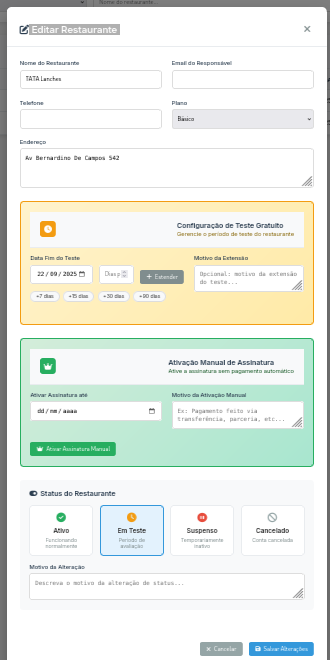 Editar Restaurante
×
Nome do Restaurante
TATA Lanches
Email do Responsável
Telefone
Plano
Básico
Endereço
Av Bernardino De Campos 542
Configuração de Teste Gratuito
Gerencie o período de teste do restaurante
Data Fim do Teste
22/09/2025
Dias
+ Extender
+7 dias
+15 dias
+30 dias
+90 dias
Motivo da Extensão
Opcional: motivo da extensão
do teste...
Ativação Manual de Assinatura
Ative a assinatura sem pagamento automático
Ativar Assinatura até
dd/mm/aaaa
Motivo da Ativação Manual
Ex: Pagamento feito via
transferência, parceria, etc...
Ativar Assinatura Manual
Status do Restaurante
Ativo
Funcionando
normalmente
Em Teste
Período de
avaliação
Suspenso
Temporariamente
inativo
Cancelado
Conta cancelada
Motivo da Alteração
Descreva o motivo da alteração de status...
× Cancelar
Salvar Alterações